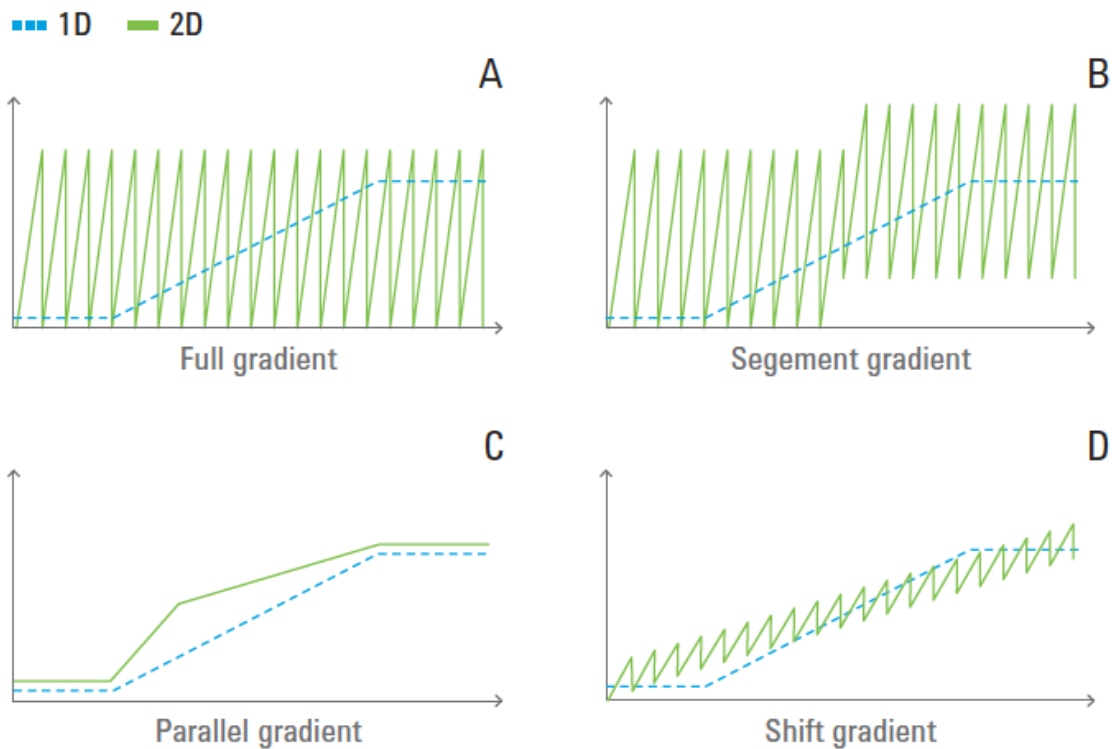 1D 2D
A
B
Full gradient
Segement gradient
C
D
Parallel gradient
Shift gradient